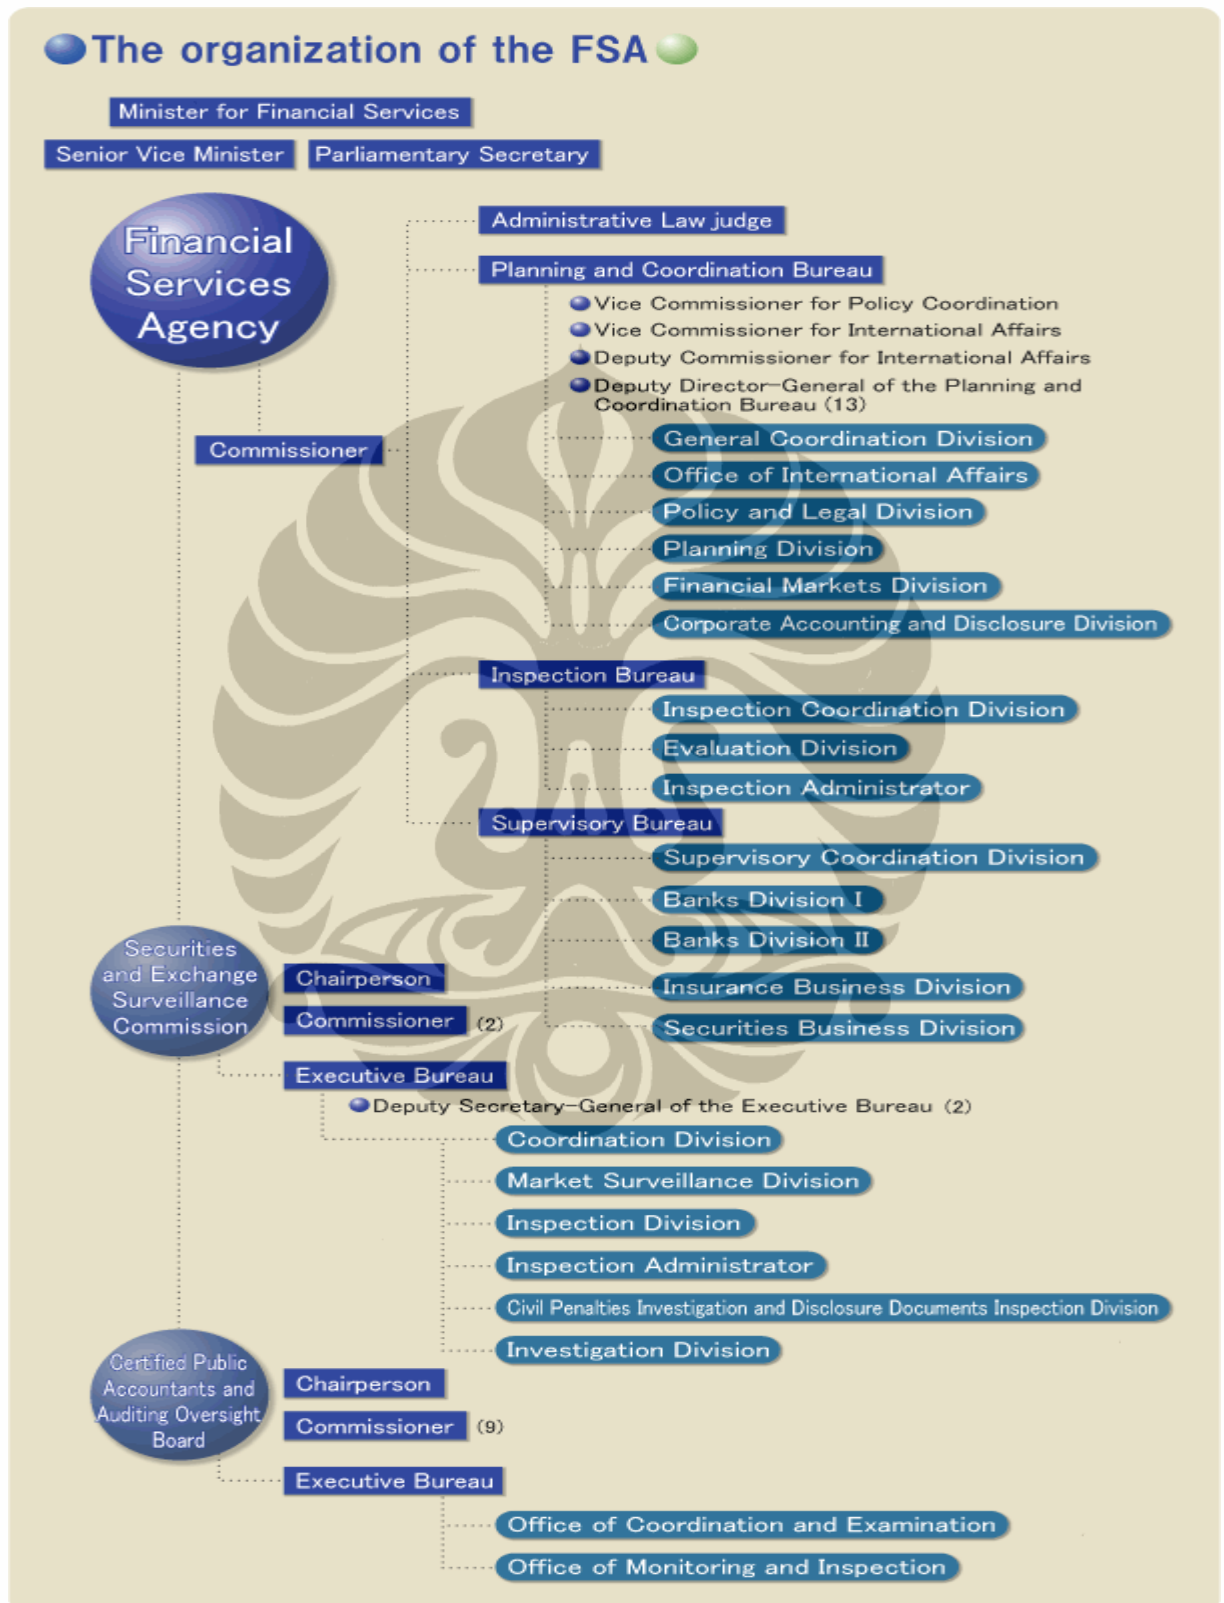 The organization of the FSA
Minister for Financial Services
Senior Vice Minister
Parliamentary Secretary
Financial
Services
Agency
Administrative Law judge
Planning and Coordination Bureau
Vice Commissioner for Policy Coordination
Vice Commissioner for International Affairs
Deputy Commissioner for International Affairs
Deputy Director-General of the Planning and
Coordination Bureau (13)
Commissioner
General Coordination Division
Office of International Affairs
Policy and Legal Division
Planning Division
Financial Markets Division
Corporate Accounting and Disclosure Division
Inspection Bureau
Inspection Coordination Division
Evaluation Division
Inspection Administrator
Supervisory Bureau
Supervisory Coordination Division
Banks Division I
Banks Division II
Insurance Business Division
Securities Business Division
Securities
and Exchange
Surveillance
Commission
Chairperson
Commissioner (2)
Executive Bureau
Deputy Secretary-General of the Executive Bureau (2)
Coordination Division
Market Surveillance Division
Inspection Division
Inspection Administrator
Civil Penalties Investigation and Disclosure Documents Inspection Division
Investigation Division
Certified Public
Accountants and
Auditing Oversight
Board
Chairperson
Commissioner (9)
Executive Bureau
Office of Coordination and Examination
Office of Monitoring and Inspection